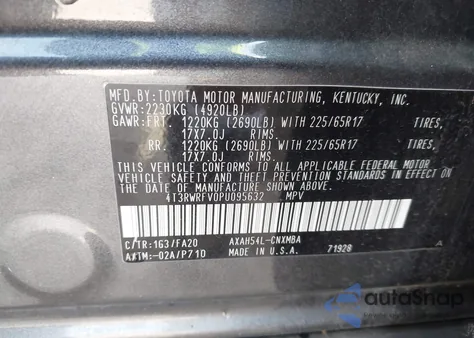 MFD.BY:TOYOTA MOTOR MANUFACTURING, KENTUCKY, INC.
GVWR:2230KG (4920LB)
GAWR:FRT. 1220KG (2690LB) WITH 225/65R17 TIRES,
17X7.0J RIMS.
RR. 1220KG (2690LB) WITH 225/65R17 TIRES,
17X7.0J RIMS.
THIS VEHICLE CONFORMS TO ALL APPLICABLE FEDERAL MOTOR
VEHICLE SAFETY AND THEFT PREVENTION STANDARDS IN EFFECT
ON THE DATE OF MANUFACTURE SHOWN ABOVE.
4T3RWRFV0PU095632 MPV
C/TR:1G3/FA20 AXAH54L-CNXMBA
A/TM:-02A/P710 MADE IN U.S.A. 71928 A
autoSnap